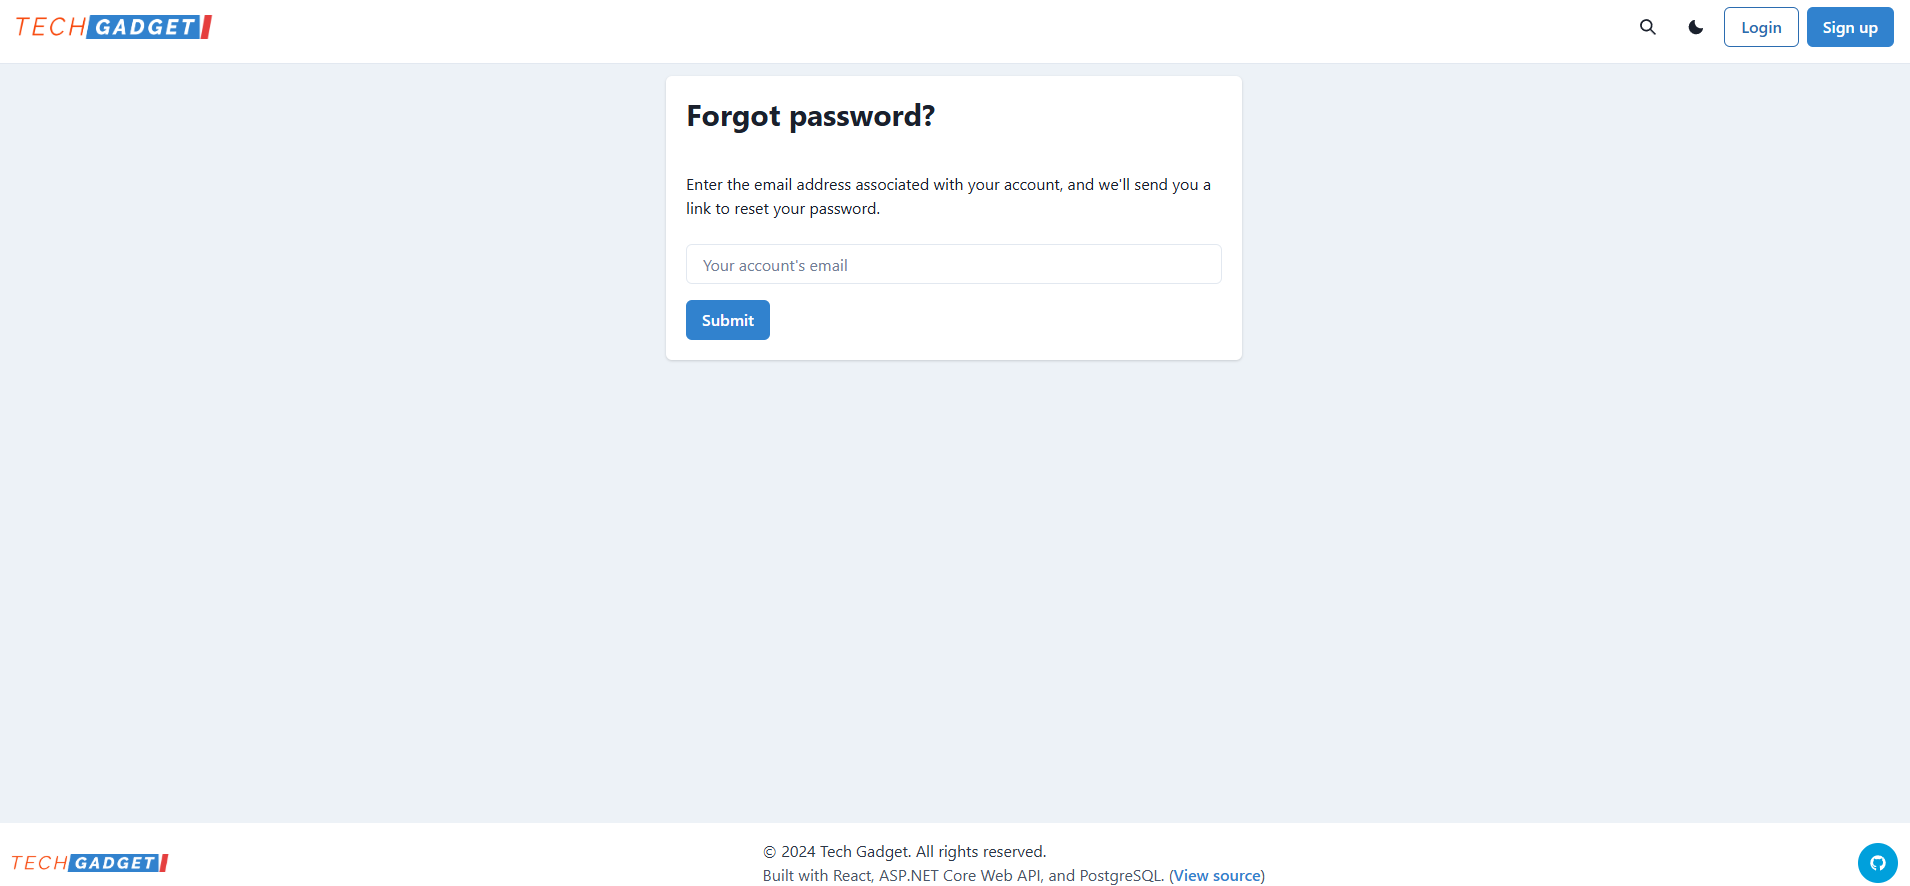 TECH GADGET
Login
Sign up
Forgot password?
Enter the email address associated with your account, and we'll send you a
link to reset your password.
Your account's email
Submit
TECH GADGET
© 2024 Tech Gadget. All rights reserved.
Built with React, ASP.NET Core Web API, and PostgreSQL. (View source)